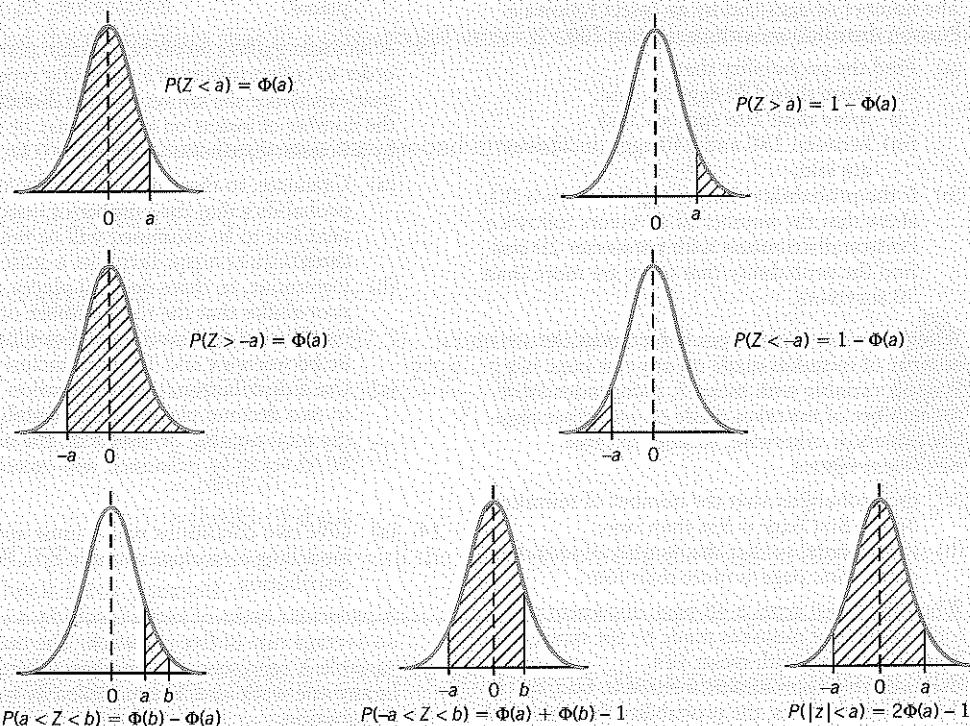 P(Z < a) = Φ(a)
0 a
P(Z > a) = 1 − Φ(a)
0 a
P(Z > −a) = Φ(a)
−a 0
P(Z < −a) = 1 − Φ(a)
−a 0
0 a b
P(a < Z < b) = Φ(b) − Φ(a)
−a 0 b
P(−a < Z < b) = Φ(a) + Φ(b) − 1
−a 0 a
P(|z| < a) = 2Φ(a) − 1